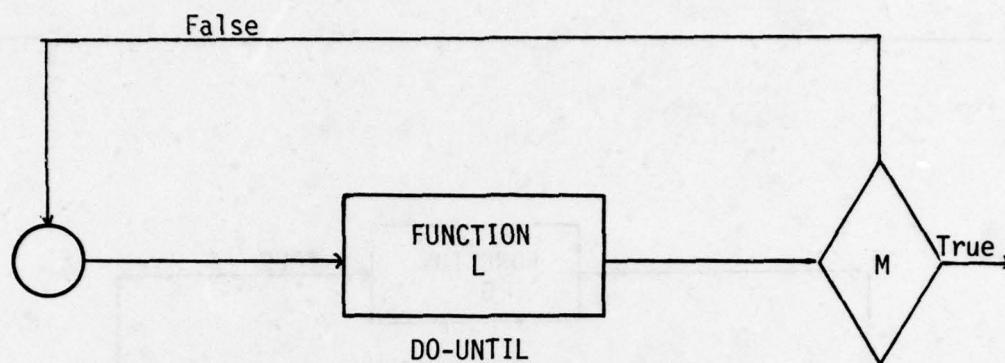 False
FUNCTION
L
M
True
DO-UNTIL